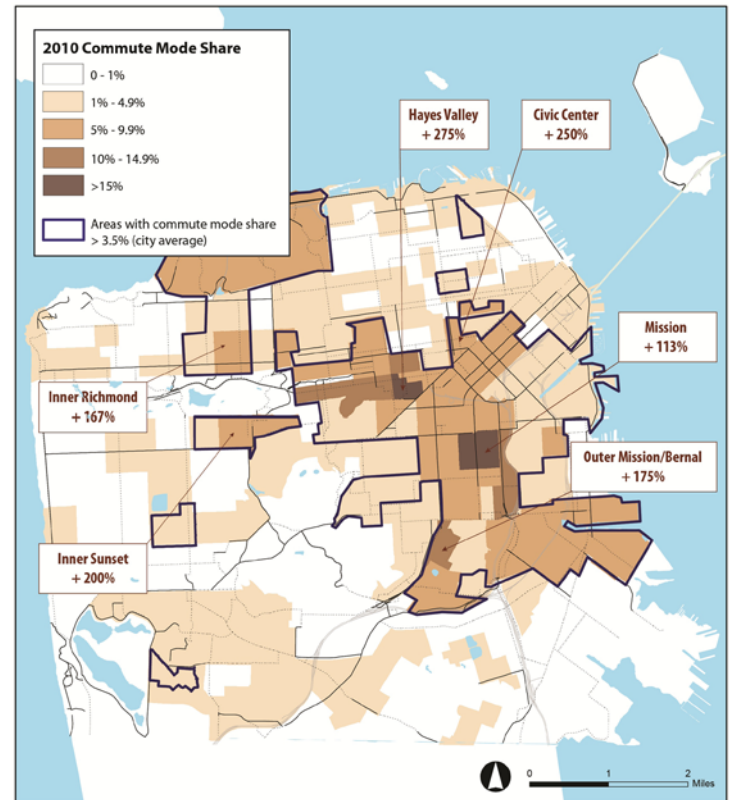 2010 Commute Mode Share
0 - 1%
1% - 4.9%
5% - 9.9%
10% - 14.9%
>15%
Areas with commute mode share
> 3.5% (city average)
Hayes Valley
+ 275%
Civic Center
+ 250%
Mission
+ 113%
Inner Richmond
+ 167%
Outer Mission/Bernal
+ 175%
Inner Sunset
+ 200%
0 1 2
Miles